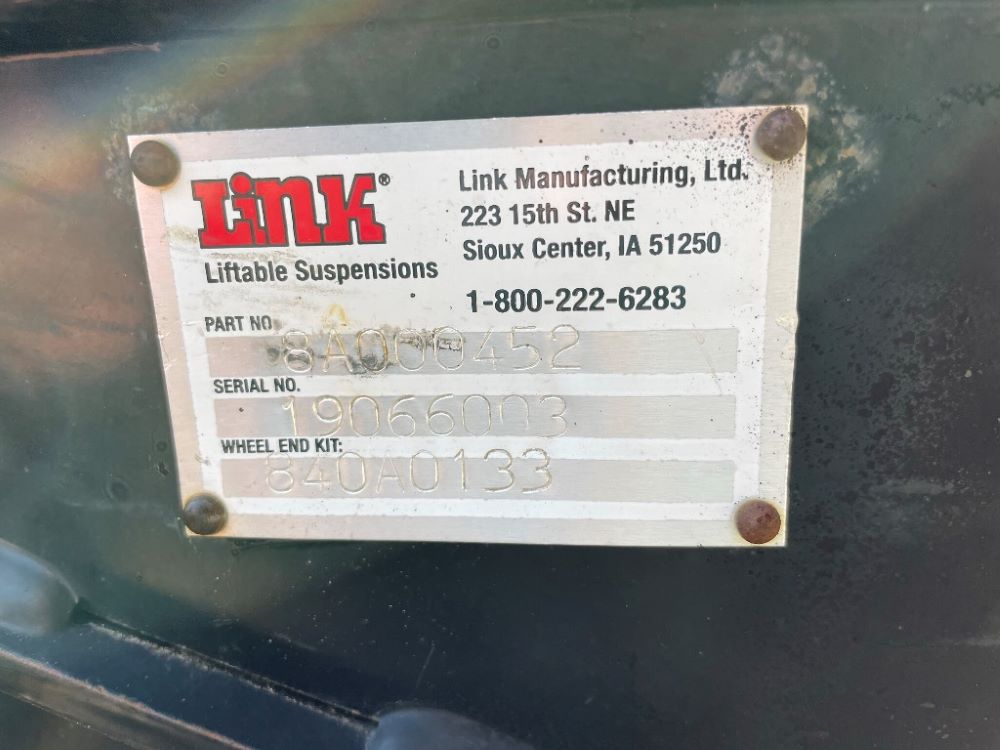 Link®
Liftable Suspensions
Link Manufacturing, Ltd.
223 15th St. NE
Sioux Center, IA 51250
1-800-222-6283
PART NO.
8A000452
SERIAL NO.
19066003
WHEEL END KIT:
840A0133